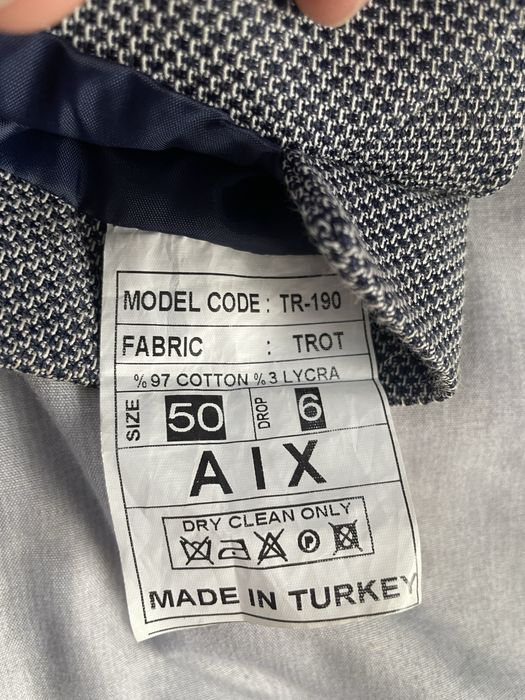 MODEL CODE : TR-190
FABRIC : TROT
%97 COTTON %3 LYCRA
SIZE 50 DROP 6
AIX
DRY CLEAN ONLY
P
MADE IN TURKEY